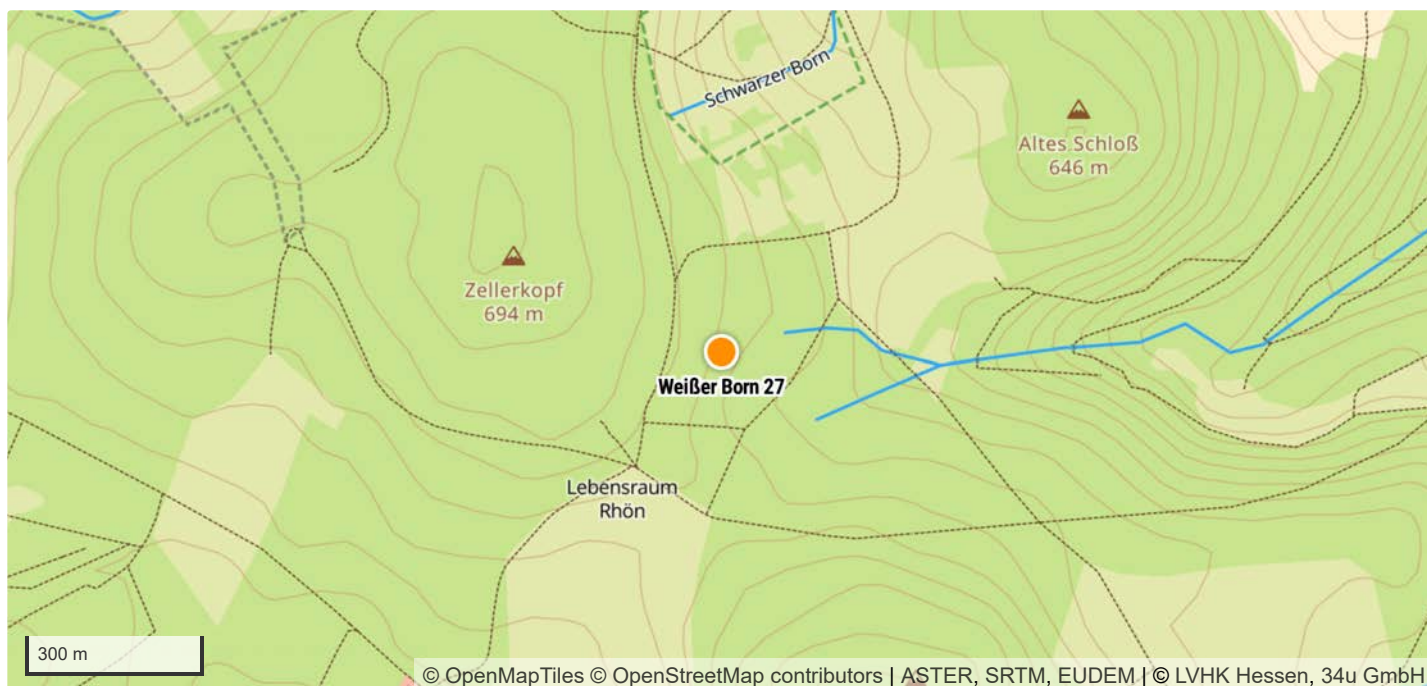 Schwarzer Born
Altes Schloß
646 m
Zellerkopf
694 m
Weißer Born 27
Lebensraum
Rhön
300 m
© OpenMapTiles © OpenStreetMap contributors | ASTER, SRTM, EUDEM | © LVHK Hessen, 34u GmbH